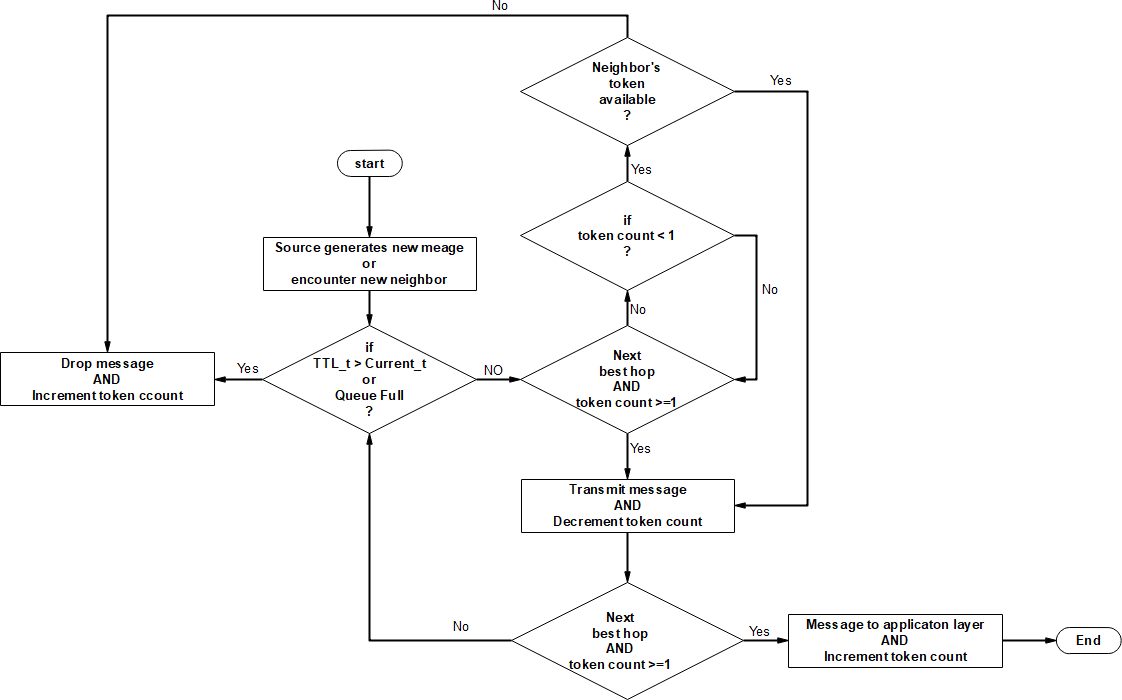 No
Neighbor's
token
available
?
Yes
start
Yes
if
token count < 1
?
Source generates new meage
or
encounter new neighbor
No
No
if
TTL_t > Current_t
or
Queue Full
?
Yes
NO
Drop message
AND
Increment token ccount
Next
best hop
AND
token count >=1
Yes
Transmit message
AND
Decrement token count
No
Next
best hop
AND
token count >=1
Yes
Message to applicaton layer
AND
Increment token count
End